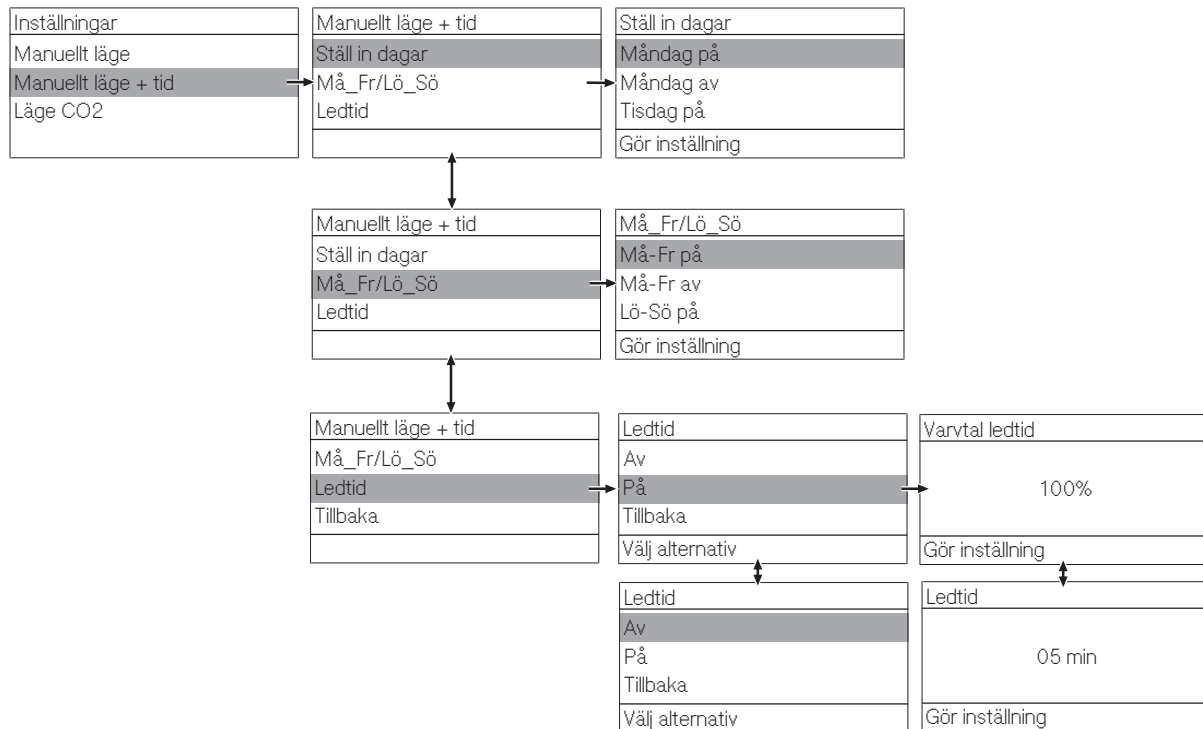 Inställningar
Manuellt läge
Manuellt läge + tid
Läge CO2
Manuellt läge + tid
Ställ in dagar
Må_Fr/Lö_Sö
Ledtid
Ställ in dagar
Måndag på
Måndag av
Tisdag på
Gör inställning
Manuellt läge + tid
Ställ in dagar
Må_Fr/Lö_Sö
Ledtid
Må_Fr/Lö_Sö
Må-Fr på
Må-Fr av
Lö-Sö på
Gör inställning
Manuellt läge + tid
Må_Fr/Lö_Sö
Ledtid
Tillbaka
Ledtid
Av
På
Tillbaka
Välj alternativ
Varvtal ledtid
100%
Gör inställning
Ledtid
Av
På
Tillbaka
Välj alternativ
Ledtid
05 min
Gör inställning